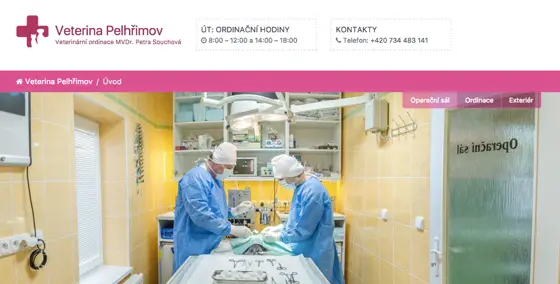 Veterina Pelhřimov
Veterinární ordinace MVDr. Petra Souchová
ÚT: ORDINAČNÍ HODINY
8:00 – 12:00 a 14:00 – 18:00
KONTAKTY
Telefon: +420 734 483 141
Veterina Pelhřimov / Úvod
Operační sál Ordinace Exteriér
Operační sál